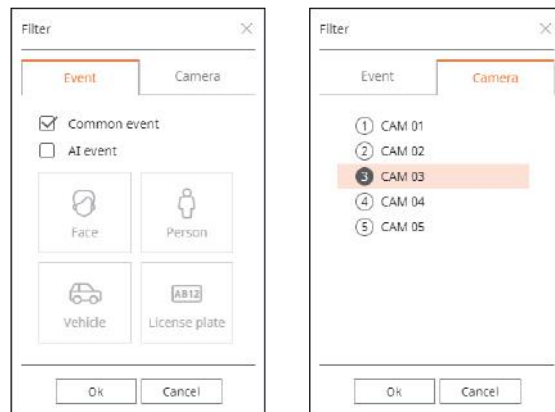 Filter
Event Camera
Common event
AI event
Face Person
AB12
Vehicle License plate
Ok Cancel
Filter
Event Camera
1 CAM 01
2 CAM 02
3 CAM 03
4 CAM 04
5 CAM 05
Ok Cancel